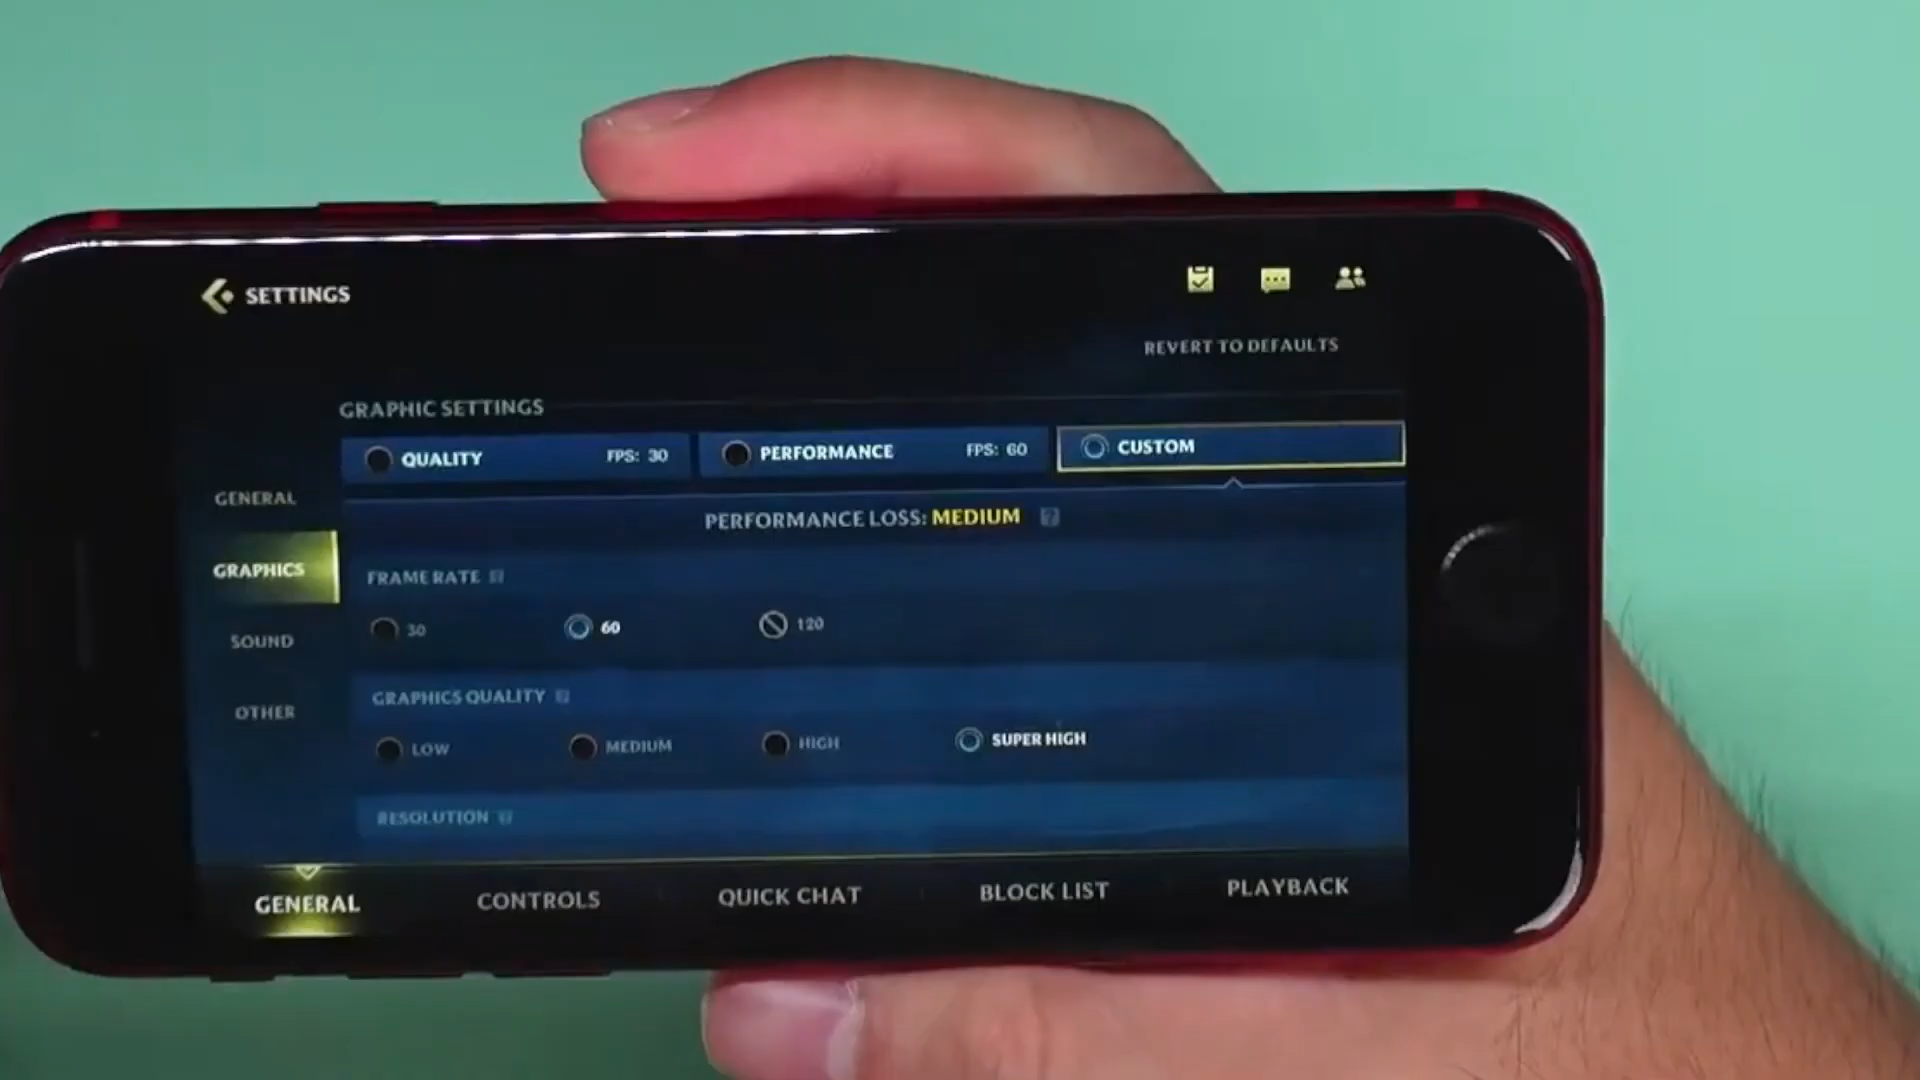 SETTINGS
REVERT TO DEFAULTS
GRAPHIC SETTINGS
QUALITY FPS: 30 PERFORMANCE FPS: 60 CUSTOM
PERFORMANCE LOSS: MEDIUM ?
GENERAL
GRAPHICS
SOUND
OTHER
FRAME RATE ?
30 60 120
GRAPHICS QUALITY ?
LOW MEDIUM HIGH SUPER HIGH
RESOLUTION ?
GENERAL CONTROLS QUICK CHAT BLOCK LIST PLAYBACK